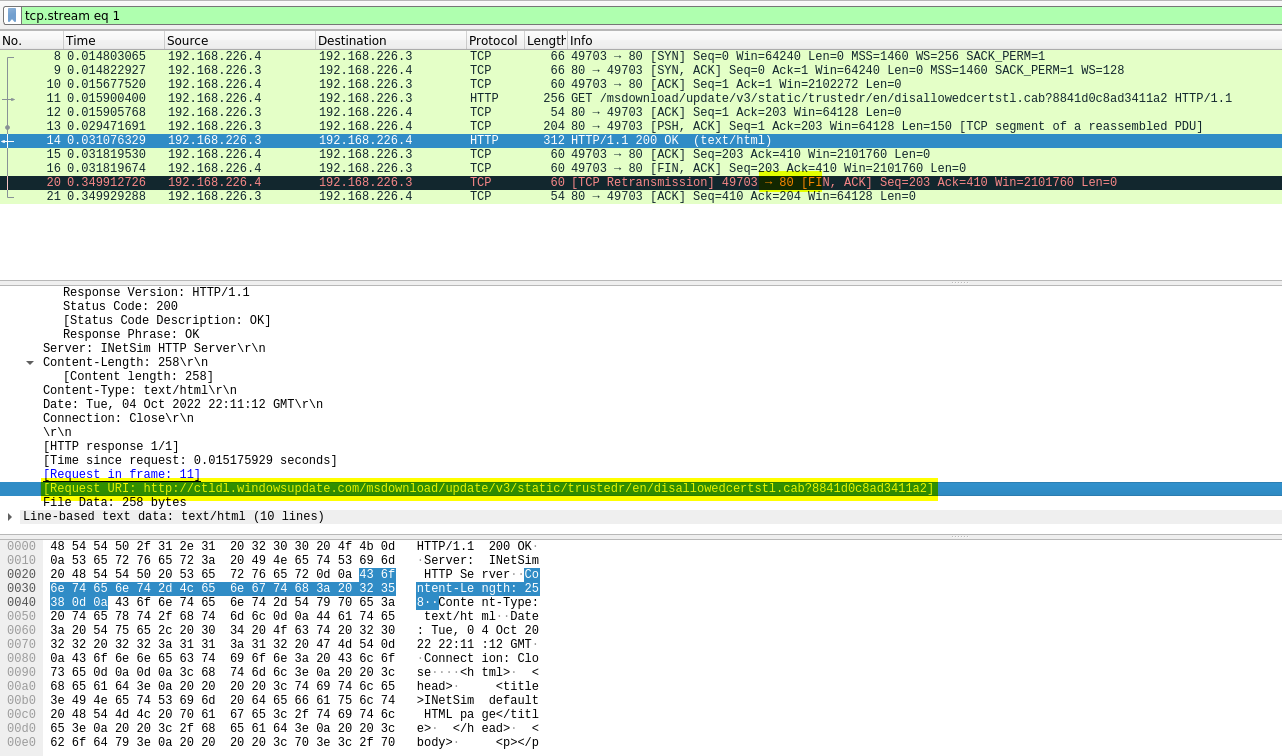 tcp.stream eq 1
No. Time Source Destination Protocol Length Info
8 0.014803065 192.168.226.4 192.168.226.3 TCP 66 49703 → 80 [SYN] Seq=0 Win=64240 Len=0 MSS=1460 WS=256 SACK_PERM=1
9 0.014822927 192.168.226.3 192.168.226.4 TCP 66 80 → 49703 [SYN, ACK] Seq=0 Ack=1 Win=64240 Len=0 MSS=1460 SACK_PERM=1 WS=128
10 0.015677520 192.168.226.4 192.168.226.3 TCP 60 49703 → 80 [ACK] Seq=1 Ack=1 Win=2102272 Len=0
11 0.015900400 192.168.226.4 192.168.226.3 HTTP 256 GET /msdownload/update/v3/static/trustedr/en/disallowedcertstl.cab?8841d0c8ad3411a2 HTTP/1.1
12 0.015905768 192.168.226.3 192.168.226.4 TCP 54 80 → 49703 [ACK] Seq=1 Ack=203 Win=64128 Len=0
13 0.029471691 192.168.226.3 192.168.226.4 TCP 204 80 → 49703 [PSH, ACK] Seq=1 Ack=203 Win=64128 Len=150 [TCP segment of a reassembled PDU]
14 0.031076329 192.168.226.3 192.168.226.4 HTTP 312 HTTP/1.1 200 OK  (text/html)
15 0.031819530 192.168.226.4 192.168.226.3 TCP 60 49703 → 80 [ACK] Seq=203 Ack=410 Win=2101760 Len=0
16 0.031819674 192.168.226.4 192.168.226.3 TCP 60 49703 → 80 [FIN, ACK] Seq=203 Ack=410 Win=2101760 Len=0
20 0.349912726 192.168.226.4 192.168.226.3 TCP 60 [TCP Retransmission] 49703 → 80 [FIN, ACK] Seq=203 Ack=410 Win=2101760 Len=0
21 0.349929288 192.168.226.3 192.168.226.4 TCP 54 80 → 49703 [ACK] Seq=410 Ack=204 Win=64128 Len=0
Response Version: HTTP/1.1
Status Code: 200
[Status Code Description: OK]
Response Phrase: OK
Server: INetSim HTTP Server\r\n
Content-Length: 258\r\n
[Content length: 258]
Content-Type: text/html\r\n
Date: Tue, 04 Oct 2022 22:11:12 GMT\r\n
Connection: Close\r\n
\r\n
[HTTP response 1/1]
[Time since request: 0.015175929 seconds]
[Request in frame: 11]
[Request URI: http://ctldl.windowsupdate.com/msdownload/update/v3/static/trustedr/en/disallowedcertstl.cab?8841d0c8ad3411a2]
File Data: 258 bytes
Line-based text data: text/html (10 lines)
0000 48 54 54 50 2f 31 2e 31 20 32 30 30 20 4f 4b 0d HTTP/1.1 200 OK·
0010 0a 53 65 72 76 65 72 3a 20 49 4e 65 74 53 69 6d ·Server: INetSim
0020 20 48 54 54 50 20 53 65 72 76 65 72 0d 0a 43 6f HTTP Se rver··Co
0030 6e 74 65 6e 74 2d 4c 65 6e 67 74 68 3a 20 32 35 ntent-Le ngth: 25
0040 38 0d 0a 43 6f 6e 74 65 6e 74 2d 54 79 70 65 3a 8··Conte nt-Type:
0050 20 74 65 78 74 2f 68 74 6d 6c 0d 0a 44 61 74 65 text/ht ml··Date
0060 3a 20 54 75 65 2c 20 30 34 20 4f 63 74 20 32 30 : Tue, 0 4 Oct 20
0070 32 32 20 32 32 3a 31 31 3a 31 32 20 47 4d 54 0d 22 22:11 :12 GMT·
0080 0a 43 6f 6e 6e 65 63 74 69 6f 6e 3a 20 43 6c 6f ·Connect ion: Clo
0090 73 65 0d 0a 0d 0a 3c 68 74 6d 6c 3e 0a 20 20 3c se····<h tml>·  <
00a0 68 65 61 64 3e 0a 20 20 20 20 3c 74 69 74 6c 65 head>·     <title
00b0 3e 49 4e 65 74 53 69 6d 20 64 65 66 61 75 6c 74 >INetSim default
00c0 20 48 54 4d 4c 20 70 61 67 65 3c 2f 74 69 74 6c HTML pa ge</titl
00d0 65 3e 0a 20 20 3c 2f 68 65 61 64 3e 0a 20 20 3c e>·  </h ead>·  <
00e0 62 6f 64 79 3e 0a 20 20 20 20 3c 70 3e 3c 2f 70 body>·     <p></p